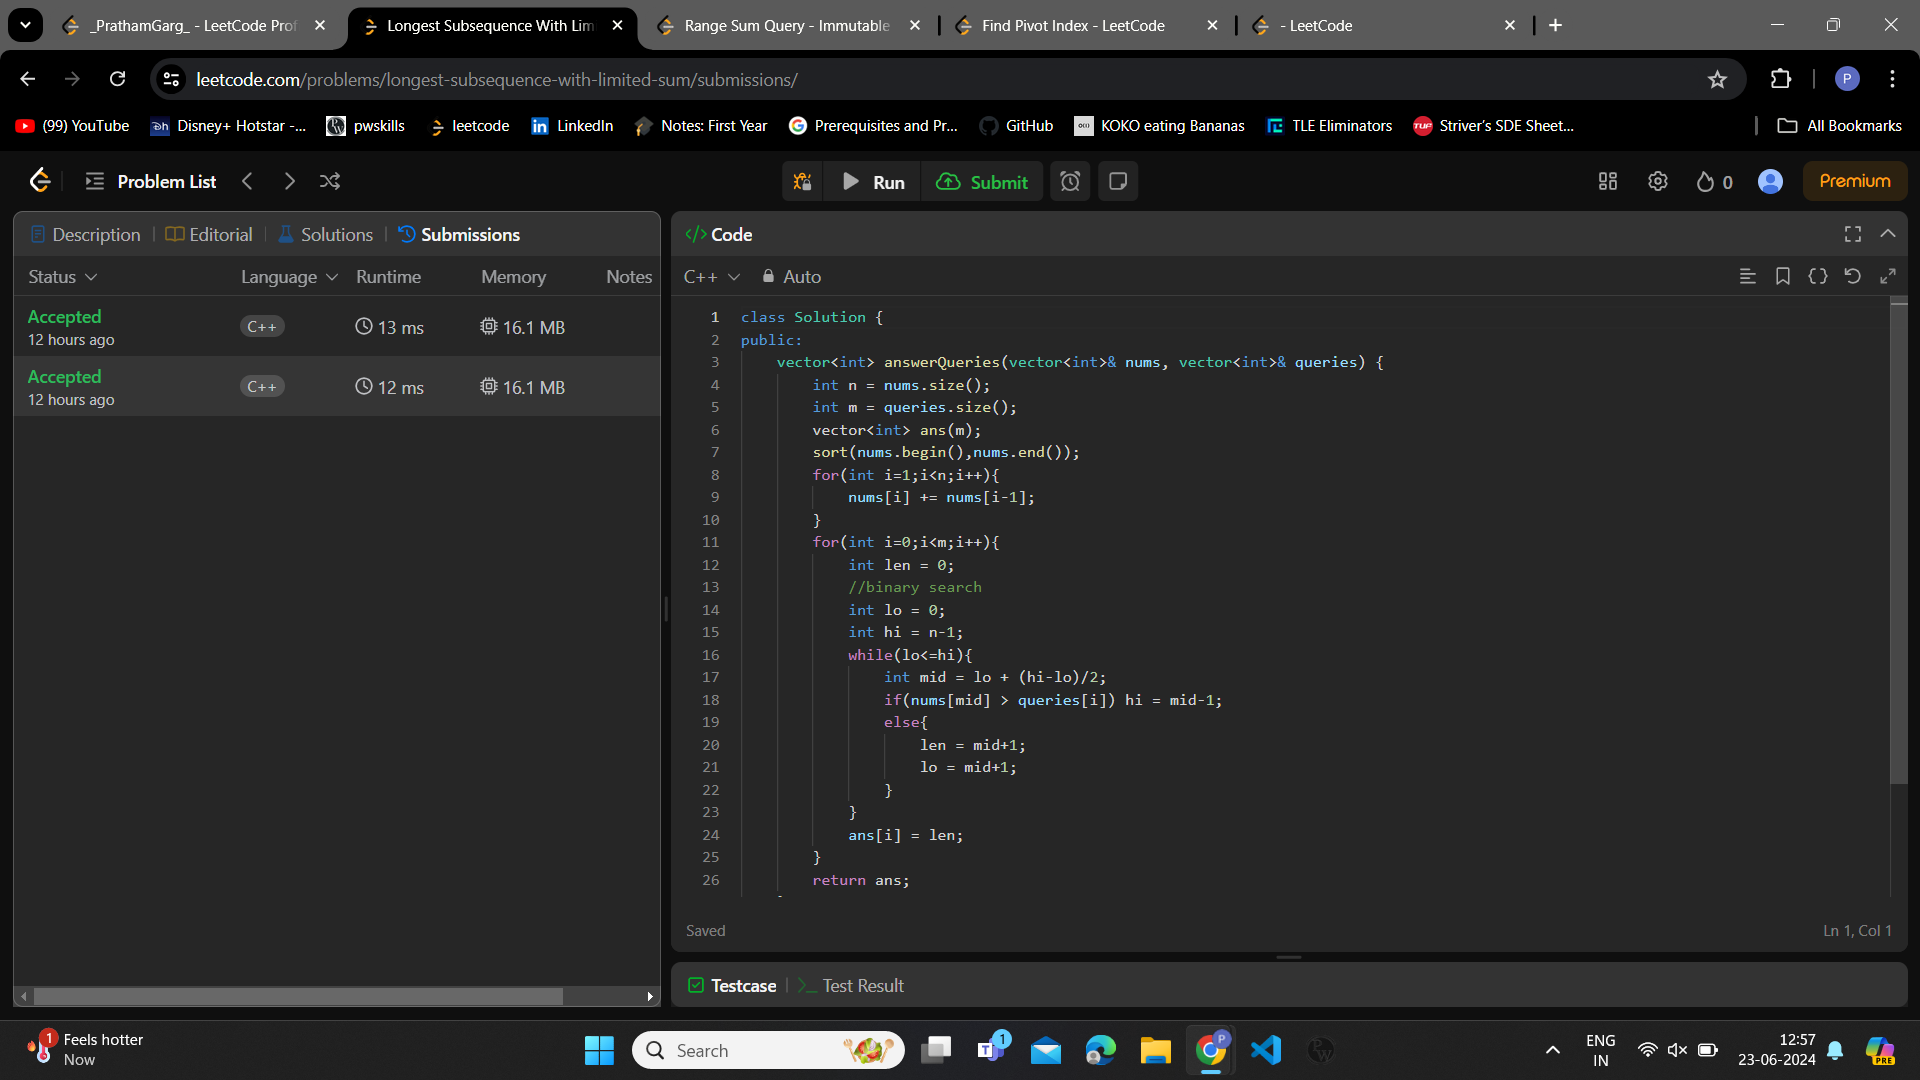 _PrathamGarg_ - LeetCode Prof
Longest Subsequence With Lim
Range Sum Query - Immutable
Find Pivot Index - LeetCode
- LeetCode
leetcode.com/problems/longest-subsequence-with-limited-sum/submissions/
P
(99) YouTube
Disney+ Hotstar -...
pwskills
leetcode
LinkedIn
Notes: First Year
Prerequisites and Pr...
GitHub
KOKO eating Bananas
TLE Eliminators
Striver's SDE Sheet...
All Bookmarks
Problem List
Run
Submit
0
Premium
Description
Editorial
Solutions
Submissions
Status
Language
Runtime
Memory
Notes
Accepted
12 hours ago
C++
13 ms
16.1 MB
Accepted
12 hours ago
C++
12 ms
16.1 MB
</> Code
C++
Auto
1 class Solution {
2 public:
3 vector<int> answerQueries(vector<int>& nums, vector<int>& queries) {
4 int n = nums.size();
5 int m = queries.size();
6 vector<int> ans(m);
7 sort(nums.begin(),nums.end());
8 for(int i=1;i<n;i++){
9 nums[i] += nums[i-1];
10 }
11 for(int i=0;i<m;i++){
12 int len = 0;
13 //binary search
14 int lo = 0;
15 int hi = n-1;
16 while(lo<=hi){
17 int mid = lo + (hi-lo)/2;
18 if(nums[mid] > queries[i]) hi = mid-1;
19 else{
20 len = mid+1;
21 lo = mid+1;
22 }
23 }
24 ans[i] = len;
25 }
26 return ans;
Saved
Ln 1, Col 1
Testcase
Test Result
1
Feels hotter
Now
Search
1
P
ENG
IN
12:57
23-06-2024
PRE